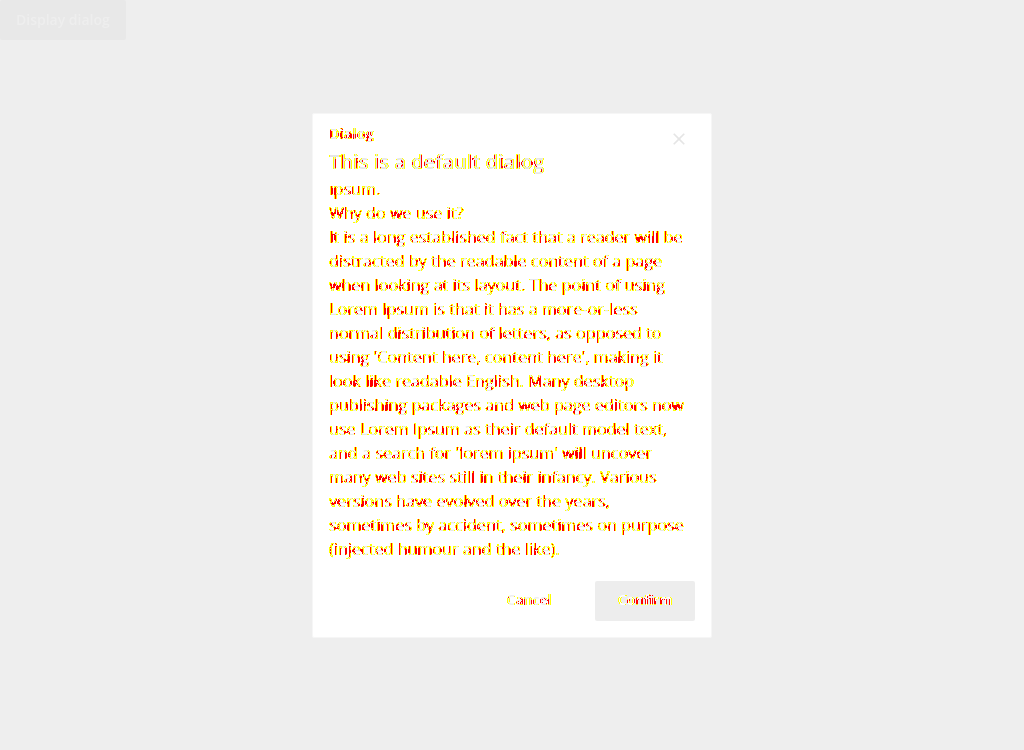 Display dialog
Dialog
This is a default dialog
ipsum.
Why do we use it?
It is a long established fact that a reader will be
distracted by the readable content of a page
when looking at its layout. The point of using
Lorem Ipsum is that it has a more-or-less
normal distribution of letters, as opposed to
using 'Content here, content here', making it
look like readable English. Many desktop
publishing packages and web page editors now
use Lorem Ipsum as their default model text,
and a search for 'lorem ipsum' will uncover
many web sites still in their infancy. Various
versions have evolved over the years,
sometimes by accident, sometimes on purpose
(injected humour and the like).
Cancel
Confirm